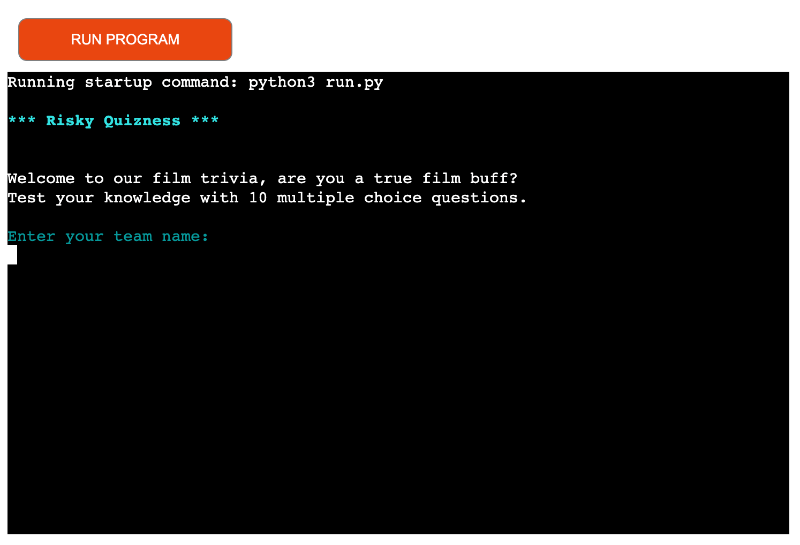 RUN PROGRAM
Running startup command: python3 run.py
*** Risky Quizness ***
Welcome to our film trivia, are you a true film buff?
Test your knowledge with 10 multiple choice questions.
Enter your team name: